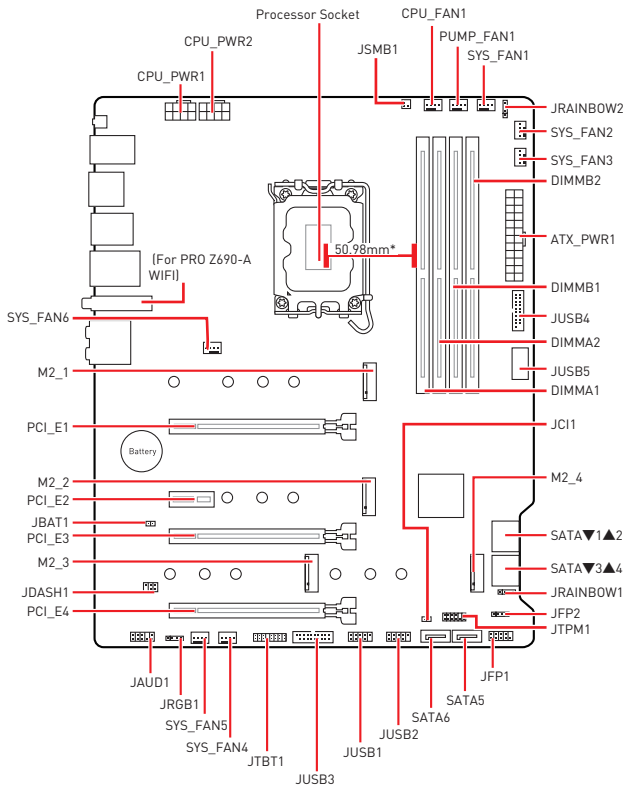 Processor Socket
CPU_FAN1
PUMP_FAN1
SYS_FAN1
JSMB1
CPU_PWR2
CPU_PWR1
JRAINBOW2
SYS_FAN2
SYS_FAN3
DIMMB2
ATX_PWR1
50.98mm*
(For PRO Z690-A
WIFI)
DIMMB1
JUSB4
SYS_FAN6
DIMMA2
JUSB5
M2_1
DIMMA1
PCI_E1
JCI1
Battery
M2_2
M2_4
PCI_E2
JBAT1
PCI_E3
SATA▼1▲2
M2_3
SATA▼3▲4
JDASH1
JRAINBOW1
PCI_E4
JFP2
JTPM1
JAUD1
JRGB1
SYS_FAN5
SYS_FAN4
JTBT1
JUSB3
JUSB1
JUSB2
SATA6
SATA5
JFP1